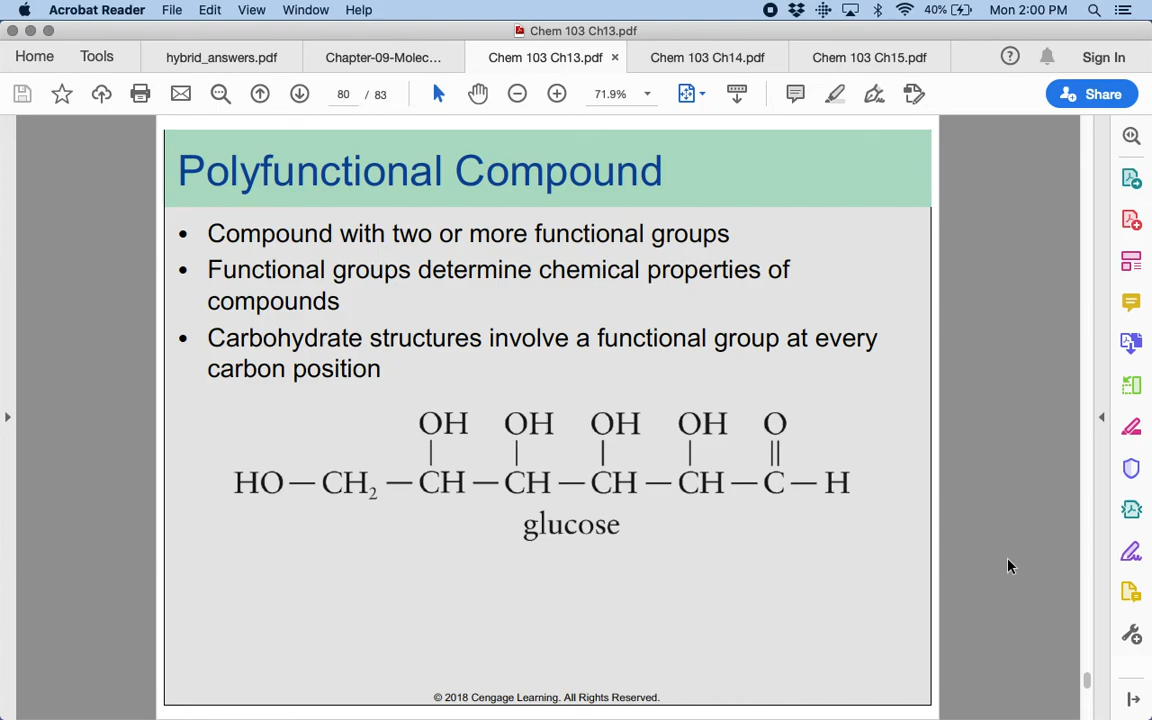 Acrobat Reader File Edit View Window Help 40% Mon 2:00 PM
Chem 103 Ch13.pdf
Home Tools hybrid_answers.pdf Chapter-09-Molec... Chem 103 Ch13.pdf × Chem 103 Ch14.pdf Chem 103 Ch15.pdf ? Sign In
80 / 83 71.9% Share
Polyfunctional Compound
• Compound with two or more functional groups
• Functional groups determine chemical properties of
compounds
• Carbohydrate structures involve a functional group at every
carbon position
OH OH OH OH O
HO — CH₂ — CH — CH — CH — CH — C — H
glucose
© 2018 Cengage Learning. All Rights Reserved.